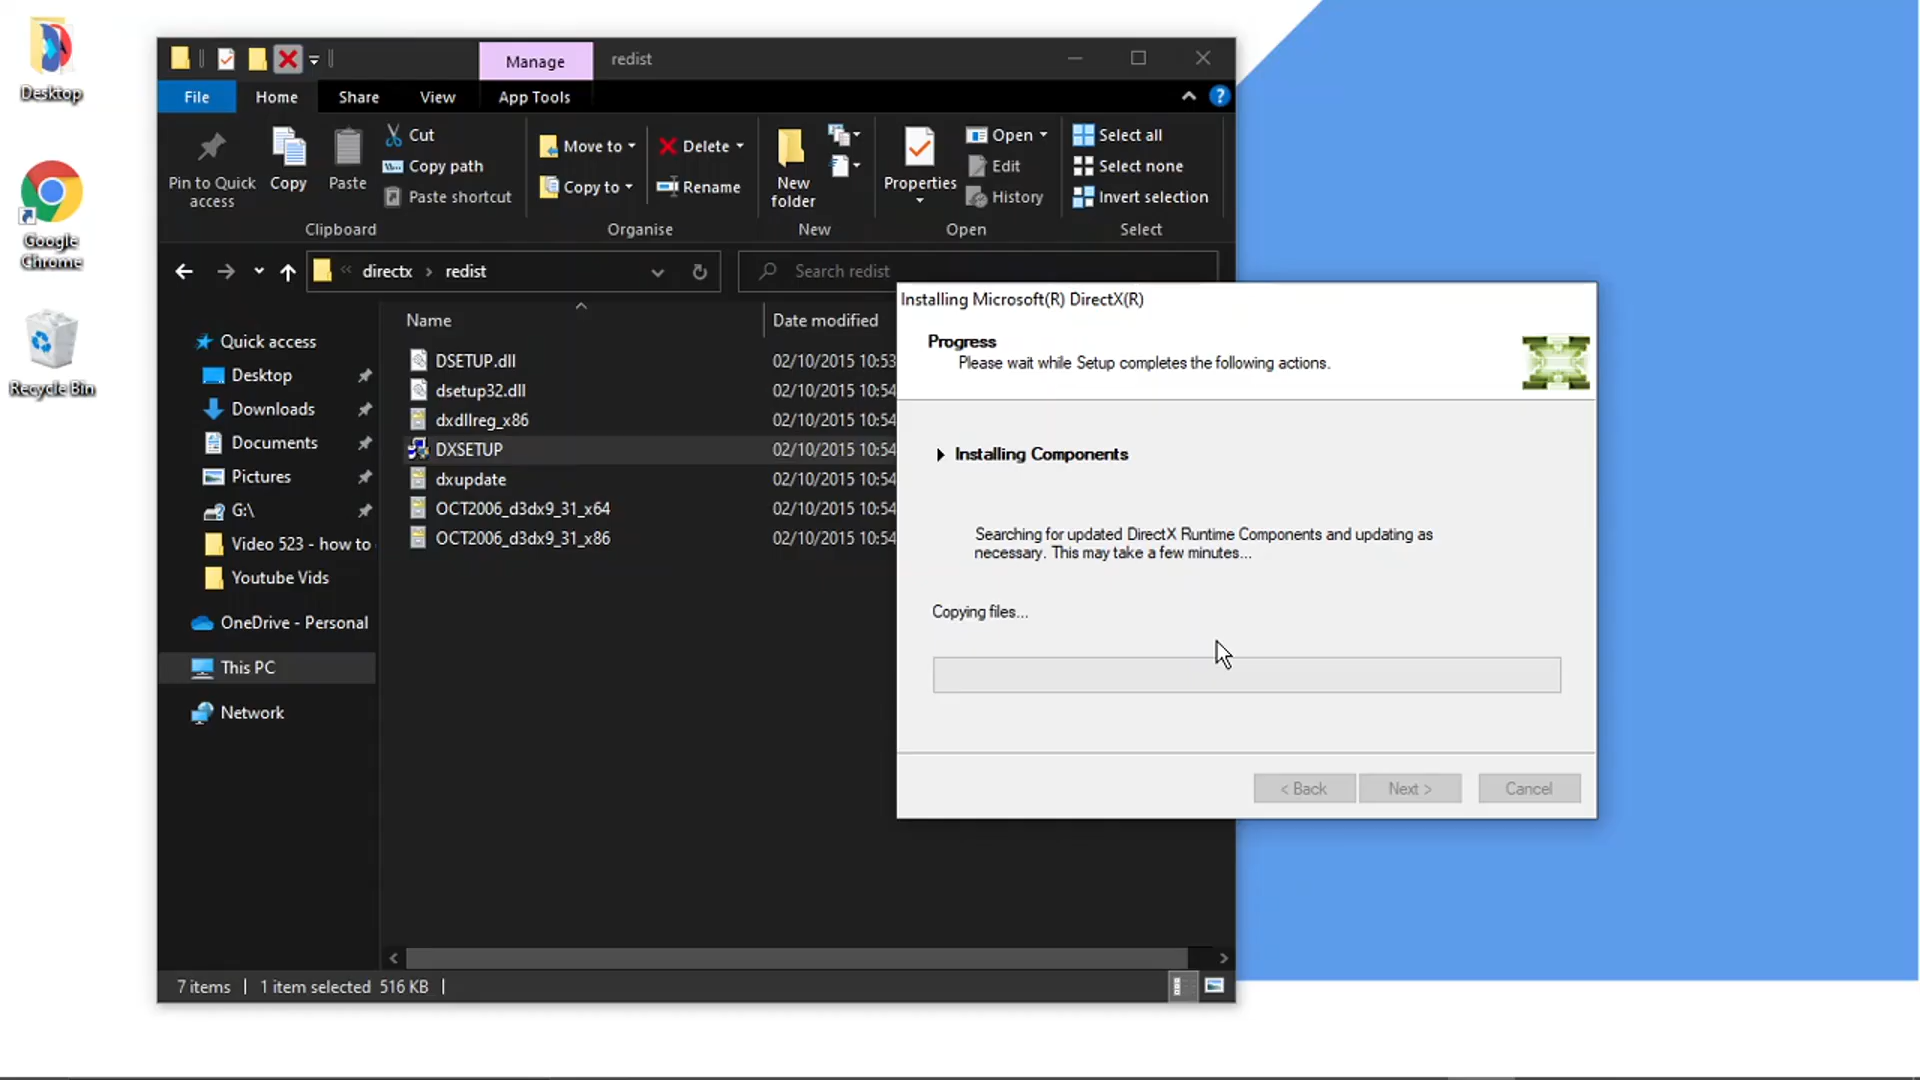 Desktop
Google
Chrome
Recycle Bin
Manage
redist
File
Home
Share
View
App Tools
?
Pin to Quick
access
Copy
Paste
Cut
Copy path
Paste shortcut
Clipboard
Move to
Copy to
Delete
Rename
Organise
New
folder
New
Properties
Open
Edit
History
Open
Select all
Select none
Invert selection
Select
« directx › redist
Search redist
Quick access
Desktop
Downloads
Documents
Pictures
G:\
Video 523 - how to
Youtube Vids
OneDrive - Personal
This PC
Network
Name Date modified
DSETUP.dll 02/10/2015 10:53
dsetup32.dll 02/10/2015 10:54
dxdllreg_x86 02/10/2015 10:54
DXSETUP 02/10/2015 10:54
dxupdate 02/10/2015 10:54
OCT2006_d3dx9_31_x64 02/10/2015 10:54
OCT2006_d3dx9_31_x86 02/10/2015 10:54
7 items 1 item selected 516 KB
Installing Microsoft(R) DirectX(R)
Progress
Please wait while Setup completes the following actions.
Installing Components
Searching for updated DirectX Runtime Components and updating as
necessary. This may take a few minutes...
Copying files...
< Back
Next >
Cancel